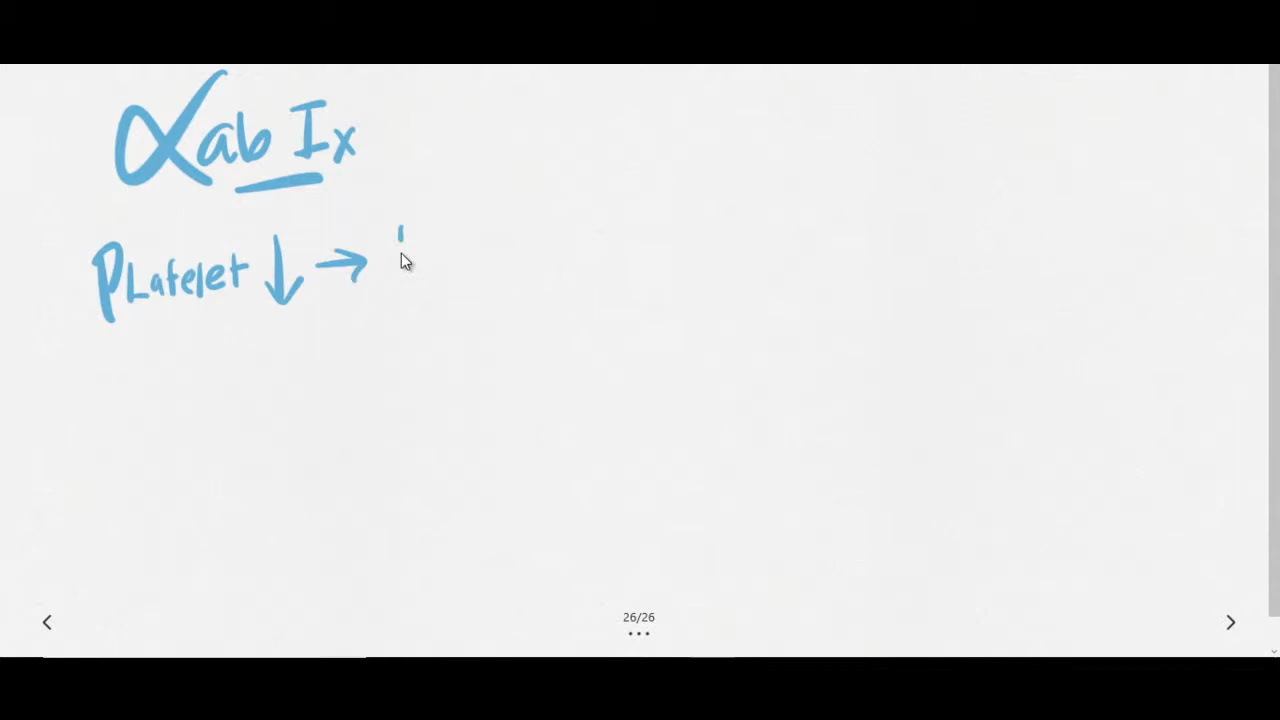 αab Ix
pLatelet ↓ →
26/26